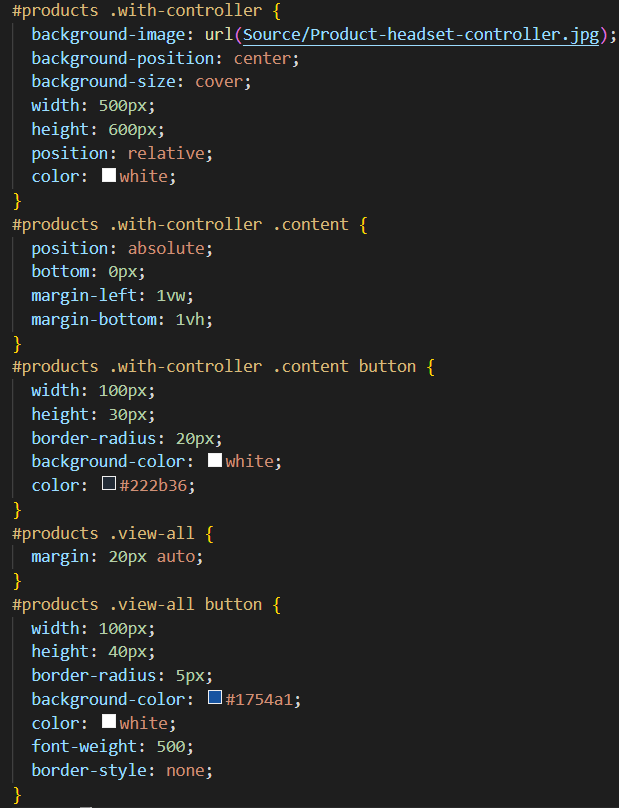 #products .with-controller {
background-image: url(Source/Product-headset-controller.jpg);
background-position: center;
background-size: cover;
width: 500px;
height: 600px;
position: relative;
color: white;
}
#products .with-controller .content {
position: absolute;
bottom: 0px;
margin-left: 1vw;
margin-bottom: 1vh;
}
#products .with-controller .content button {
width: 100px;
height: 30px;
border-radius: 20px;
background-color: white;
color: #222b36;
}
#products .view-all {
margin: 20px auto;
}
#products .view-all button {
width: 100px;
height: 40px;
border-radius: 5px;
background-color: #1754a1;
color: white;
font-weight: 500;
border-style: none;
}